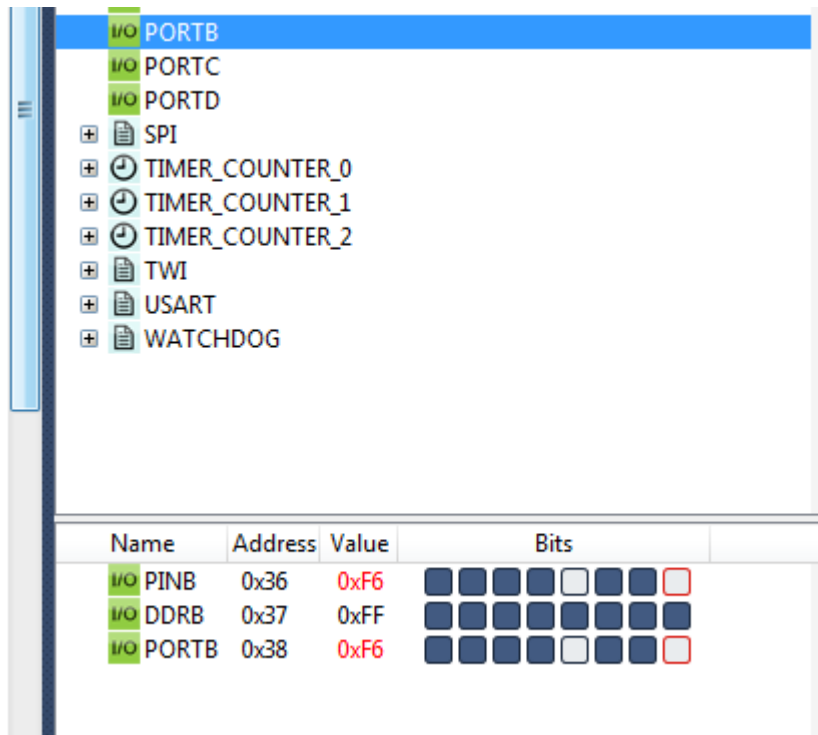 I/O PORTB
I/O PORTC
I/O PORTD
SPI
TIMER_COUNTER_0
TIMER_COUNTER_1
TIMER_COUNTER_2
TWI
USART
WATCHDOG
Name Address Value Bits
I/O PINB 0x36 0xF6
I/O DDRB 0x37 0xFF
I/O PORTB 0x38 0xF6